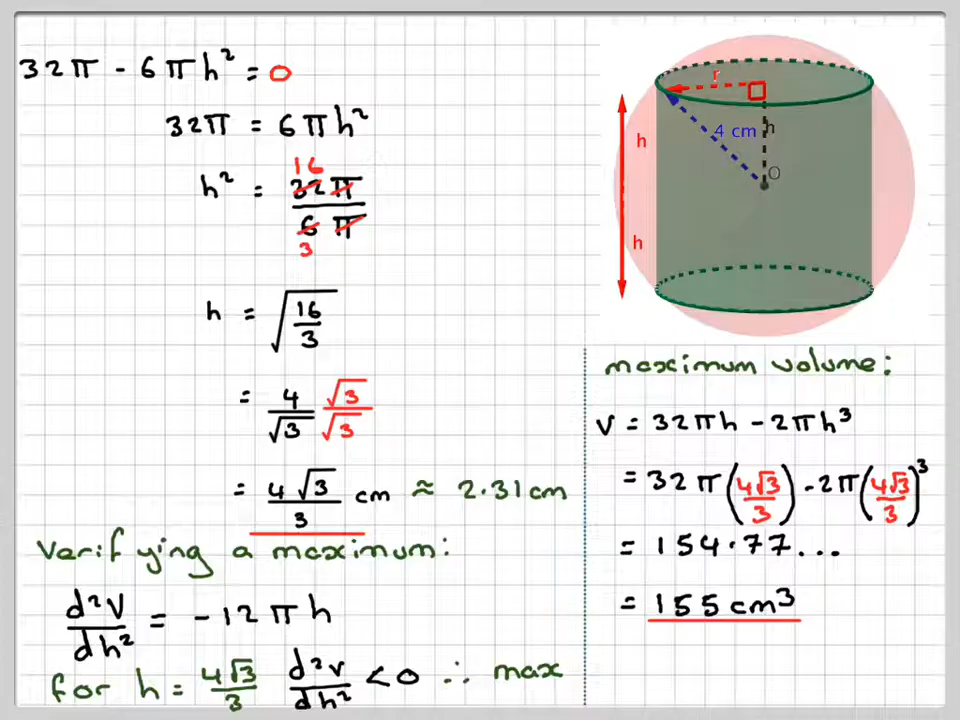 32π - 6πh² = 0
32π = 6πh²
h² = 32π/6π
16
3
h = √(16/3)
= 4/√3 √3/√3
= 4√3/3 cm ≈ 2.31cm
Verifying a maximum:
d²V/dh² = -12πh
for h = 4√3/3 d²v/dh² < 0 ∴ max
r
4 cm
h
O
h
h
maximum volume:
V = 32πh - 2πh³
= 32π(4√3/3) - 2π(4√3/3)³
= 154.77...
= 155 cm³